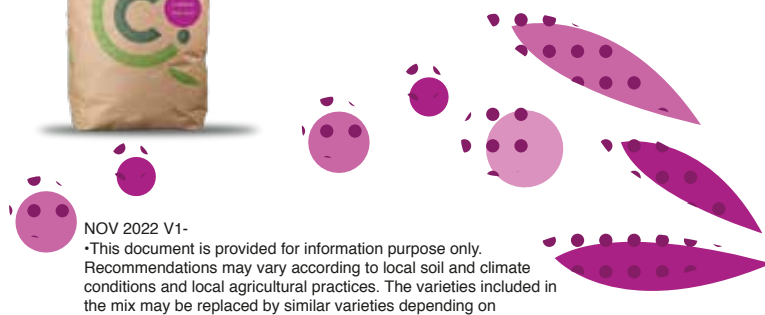 NOV 2022 V1-
•This document is provided for information purpose only.
Recommendations may vary according to local soil and climate
conditions and local agricultural practices. The varieties included in
the mix may be replaced by similar varieties depending on